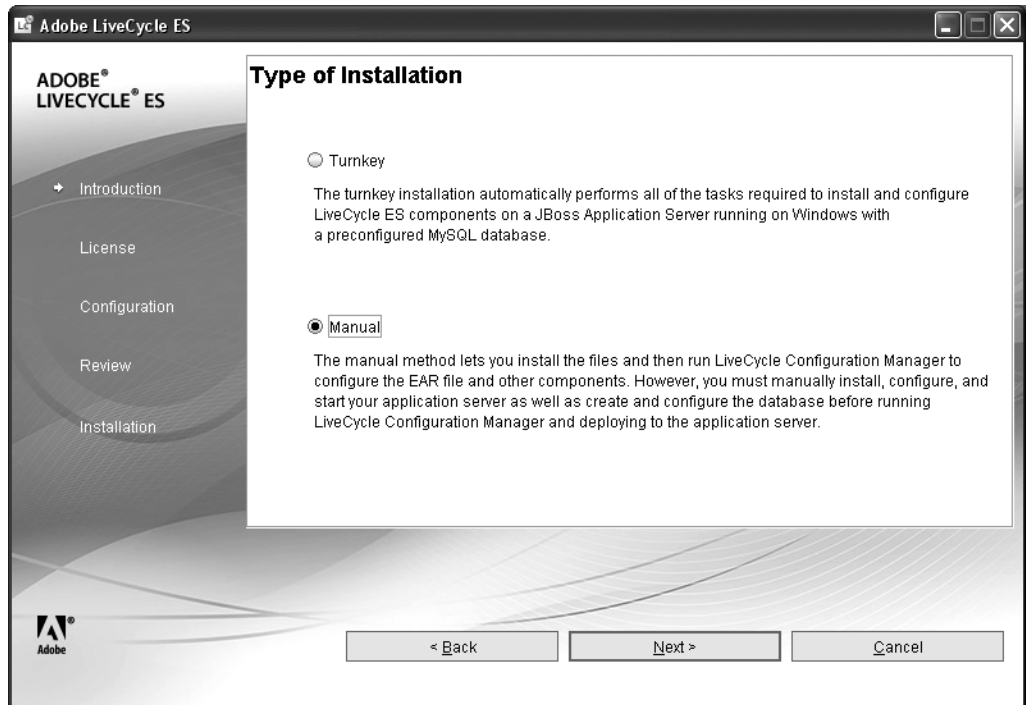 Adobe LiveCycle ES
ADOBE®
LIVECYCLE® ES
Introduction
License
Configuration
Review
Installation
Type of Installation
Turnkey
The turnkey installation automatically performs all of the tasks required to install and configure
LiveCycle ES components on a JBoss Application Server running on Windows with
a preconfigured MySQL database.
Manual
The manual method lets you install the files and then run LiveCycle Configuration Manager to
configure the EAR file and other components. However, you must manually install, configure, and
start your application server as well as create and configure the database before running
LiveCycle Configuration Manager and deploying to the application server.
®
Adobe
< Back
Next >
Cancel